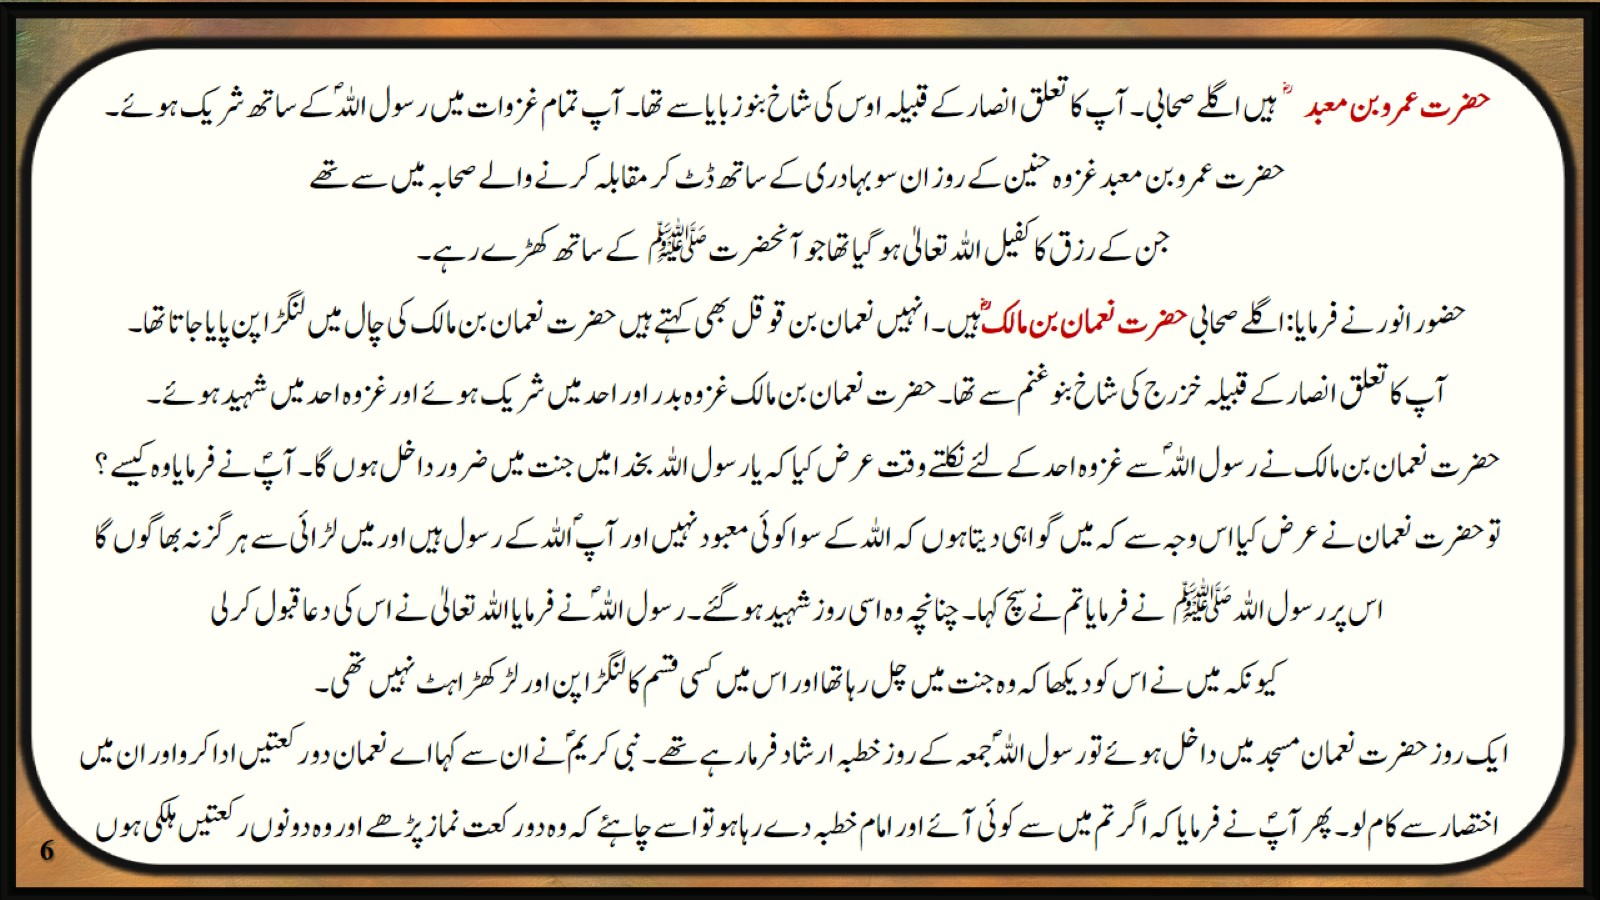 حضرت عمرو بن معبدؓ ہیں اگلے صحابی۔ آپ کا تعلق انصار کے قبیلہ اوس کی شاخ بنو زبایا سے تھا۔ آپ تمام غزوات میں رسول اللہؐ کے ساتھ شریک ہوئے۔
حضرت عمرو بن معبد غزوہ حنین کے روز ان سو بہادری کے ساتھ ڈٹ کر مقابلہ کرنے والے صحابہ میں سے تھے
جن کے رزق کا کفیل اللہ تعالیٰ ہو گیا تھا جو آنحضرت ﷺ کے ساتھ کھڑے رہے۔
حضور انور نے فرمایا: اگلے صحابی حضرت نعمان بن مالکؓ ہیں۔ انہیں نعمان بن قوقل بھی کہتے ہیں حضرت نعمان بن مالک کی چال میں لنگڑا پن پایا جاتا تھا۔
آپ کا تعلق انصار کے قبیلہ خزرج کی شاخ بنو غنم سے تھا۔ حضرت نعمان بن مالک غزوہ بدر اور احد میں شریک ہوئے اور غزوہ احد میں شہید ہوئے۔
حضرت نعمان بن مالک نے رسول اللہؐ سے غزوہ احد کے لئے نکلتے وقت عرض کیا کہ یا رسول اللہ بخدا میں جنت میں ضرور داخل ہوں گا۔ آپؐ نے فرمایا وہ کیسے ؟
تو حضرت نعمان نے عرض کیا اس وجہ سے کہ میں گواہی دیتا ہوں کہ اللہ کے سوا کوئی معبود نہیں اور آپؐ اللہ کے رسول ہیں اور میں لڑائی سے ہر گز نہ بھاگوں گا
اس پر رسول اللہ ﷺ نے فرمایا تم نے سچ کہا۔ چنانچہ وہ اسی روز شہید ہو گئے۔ رسول اللہؐ نے فرمایا اللہ تعالیٰ نے اس کی دعا قبول کر لی
کیونکہ میں نے اس کو دیکھا کہ وہ جنت میں چل رہا تھا اور اس میں کسی قسم کا لنگڑا پن اور لڑکھڑاہٹ نہیں تھی۔
ایک روز حضرت نعمان مسجد میں داخل ہوئے تو رسول اللہؐ جمعہ کے روز خطبہ ارشاد فرما رہے تھے۔ نبی کریمؐ نے ان سے کہا اے نعمان دو رکعتیں ادا کرو اور ان میں
اختصار سے کام لو۔ پھر آپؐ نے فرمایا کہ اگر تم میں سے کوئی آئے اور امام خطبہ دے رہا ہو تو اسے چاہئے کہ وہ دو رکعت نماز پڑھے اور وہ دونوں رکعتیں ہلکی ہوں
6